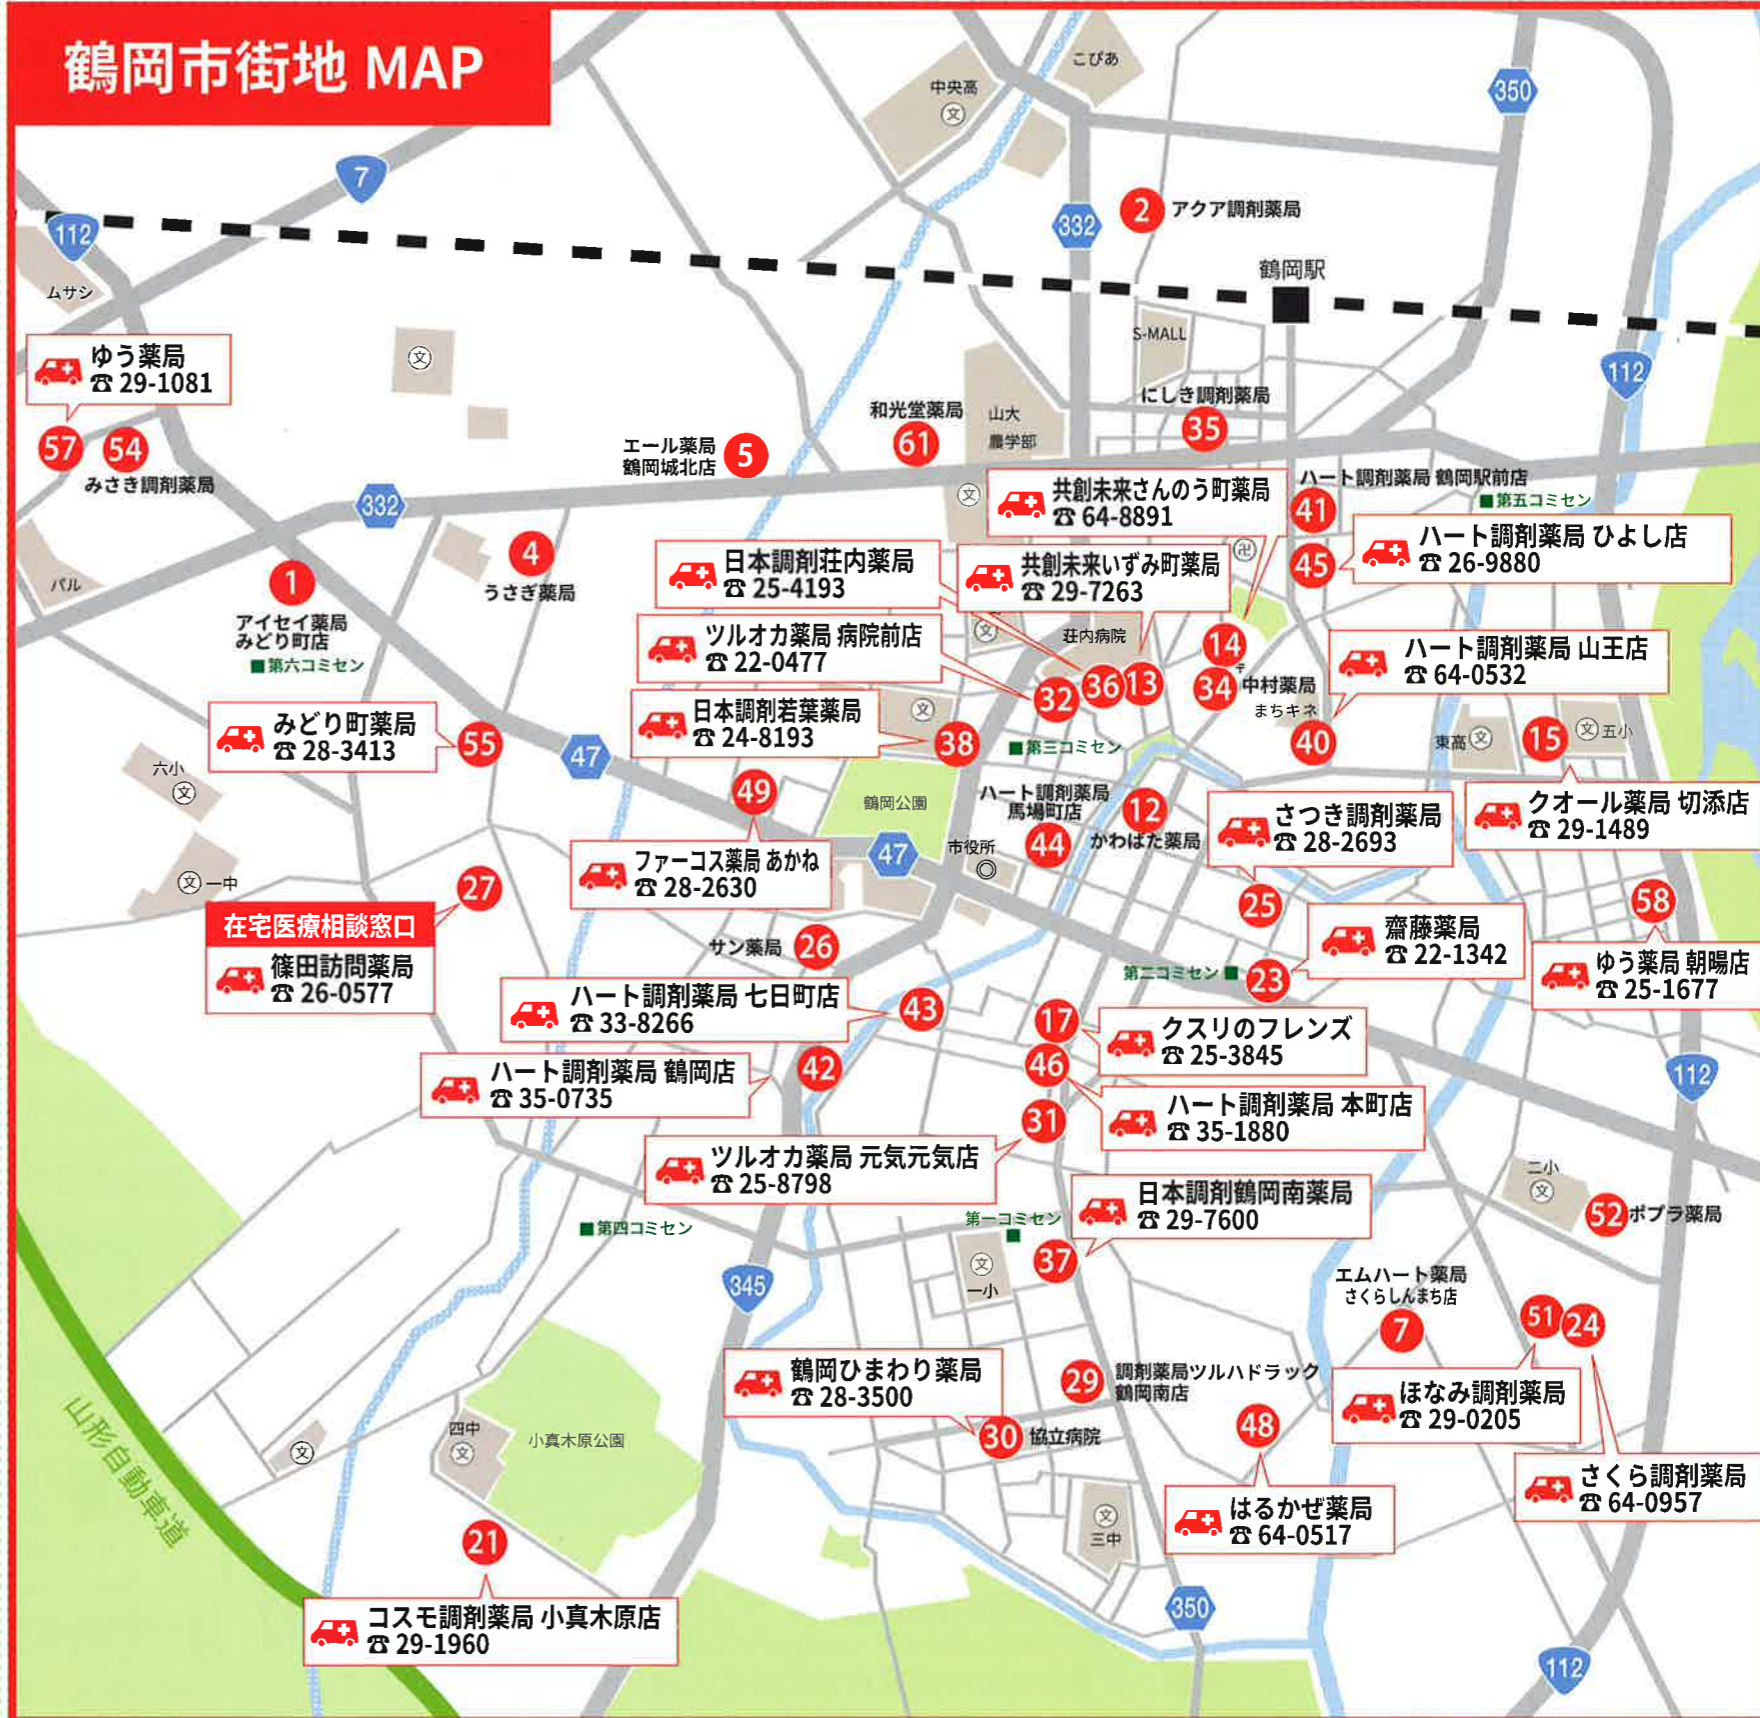 鶴岡市街地 MAP
こぴあ
中央高
文
350
7
112
332
2
アクア調剤薬局
ムサシ
鶴岡駅
S-MALL
ゆう薬局
☎ 29-1081
文
112
57
54
みさき調剤薬局
エール薬局
鶴岡城北店
5
和光堂薬局
61
山大
農学部
にしき調剤薬局
35
332
文
共創未来さんのう町薬局
☎ 64-8891
ハート調剤薬局 鶴岡駅前店
41
■第五コミセン
ハート調剤薬局 ひよし店
☎ 26-9880
45
卍
パル
1
アイセイ薬局
みどり町店
■第六コミセン
4
うさぎ薬局
日本調剤荘内薬局
☎ 25-4193
共創未来いずみ町薬局
☎ 29-7263
ツルオカ薬局 病院前店
☎ 22-0477
文
荘内病院
14
〒
32
36
13
34
中村薬局
まちキネ
ハート調剤薬局 山王店
☎ 64-0532
40
日本調剤若葉薬局
☎ 24-8193
文
38
■第三コミセン
東高
文
15
文
五小
みどり町薬局
☎ 28-3413
55
47
六小
文
49
鶴岡公園
ハート調剤薬局
馬場町店
44
12
かわばた薬局
さつき調剤薬局
☎ 28-2693
クオール薬局 切添店
☎ 29-1489
ファーコス薬局 あかね
☎ 28-2630
47
市役所
文
一中
27
在宅医療相談窓口
篠田訪問薬局
☎ 26-0577
25
58
サン薬局
26
齋藤薬局
☎ 22-1342
第二コミセン■
23
ゆう薬局 朝暘店
☎ 25-1677
ハート調剤薬局 七日町店
☎ 33-8266
43
17
クスリのフレンズ
☎ 25-3845
ハート調剤薬局 鶴岡店
☎ 35-0735
42
46
ハート調剤薬局 本町店
☎ 35-1880
112
31
ツルオカ薬局 元気元気店
☎ 25-8798
二小
文
52
ポプラ薬局
日本調剤鶴岡南薬局
☎ 29-7600
■第四コミセン
第一コミセン
■
文
一小
37
345
エムハート薬局
さくらしんまち店
7
51
24
鶴岡ひまわり薬局
☎ 28-3500
29
調剤薬局ツルハドラック
鶴岡南店
ほなみ調剤薬局
☎ 29-0205
30
協立病院
48
山形自動車道
文
四中
文
小真木原公園
さくら調剤薬局
☎ 64-0957
はるかぜ薬局
☎ 64-0517
文
三中
21
コスモ調剤薬局 小真木原店
☎ 29-1960
350
112